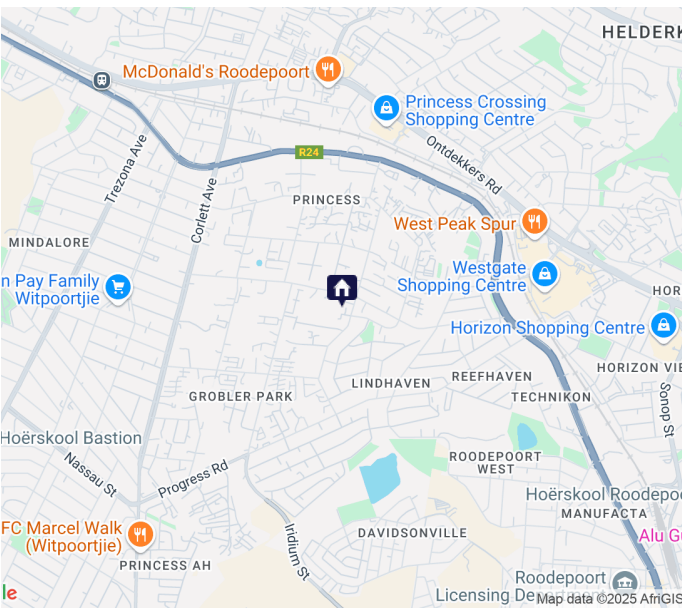 HELDERK
McDonald's Roodepoort
Princess Crossing
Shopping Centre
Ontdekkers Rd
R24
Trezona Ave
Corlett Ave
PRINCESS
West Peak Spur
MINDALORE
Westgate
Shopping Centre
n Pay Family
Witpoortjie
HOR
Horizon Shopping Centre
HORIZON VIE
LINDHAVEN
REEFHAVEN
GROBLER PARK
TECHNIKON
Sonop St
Hoërskool Bastion
Nassau St
Progress Rd
ROODEPOORT
WEST
Hoërskool Roodepoo
MANUFACTA
FC Marcel Walk
(Witpoortjie)
Iridium St
DAVIDSONVILLE
Alu G
PRINCESS AH
Roodepoort
Licensing De
le
Map data ©2025 AfriGIS